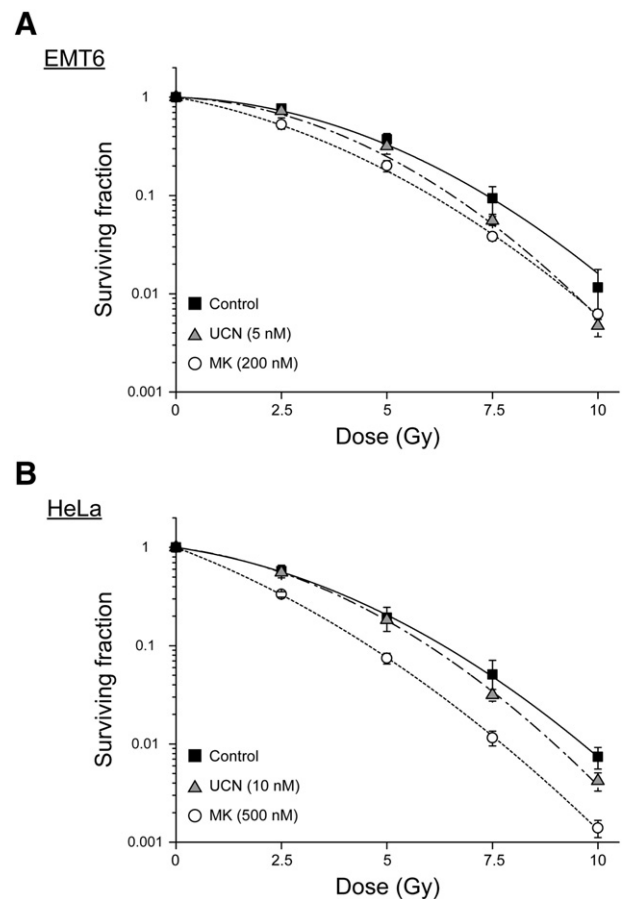 A
EMT6
Surviving fraction
1
0.1
0.01
0.001
Control
UCN (5 nM)
MK (200 nM)
0 2.5 5 7.5 10
Dose (Gy)
B
HeLa
Surviving fraction
1
0.1
0.01
0.001
Control
UCN (10 nM)
MK (500 nM)
0 2.5 5 7.5 10
Dose (Gy)